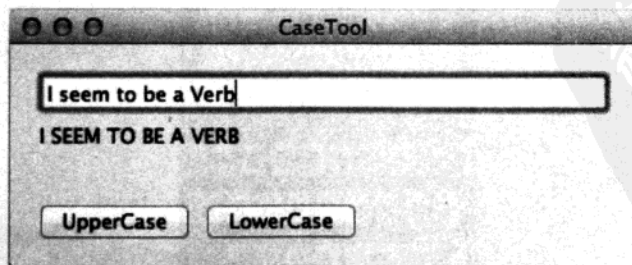 CaseTool
I seem to be a Verb
I SEEM TO BE A VERB
UpperCase LowerCase